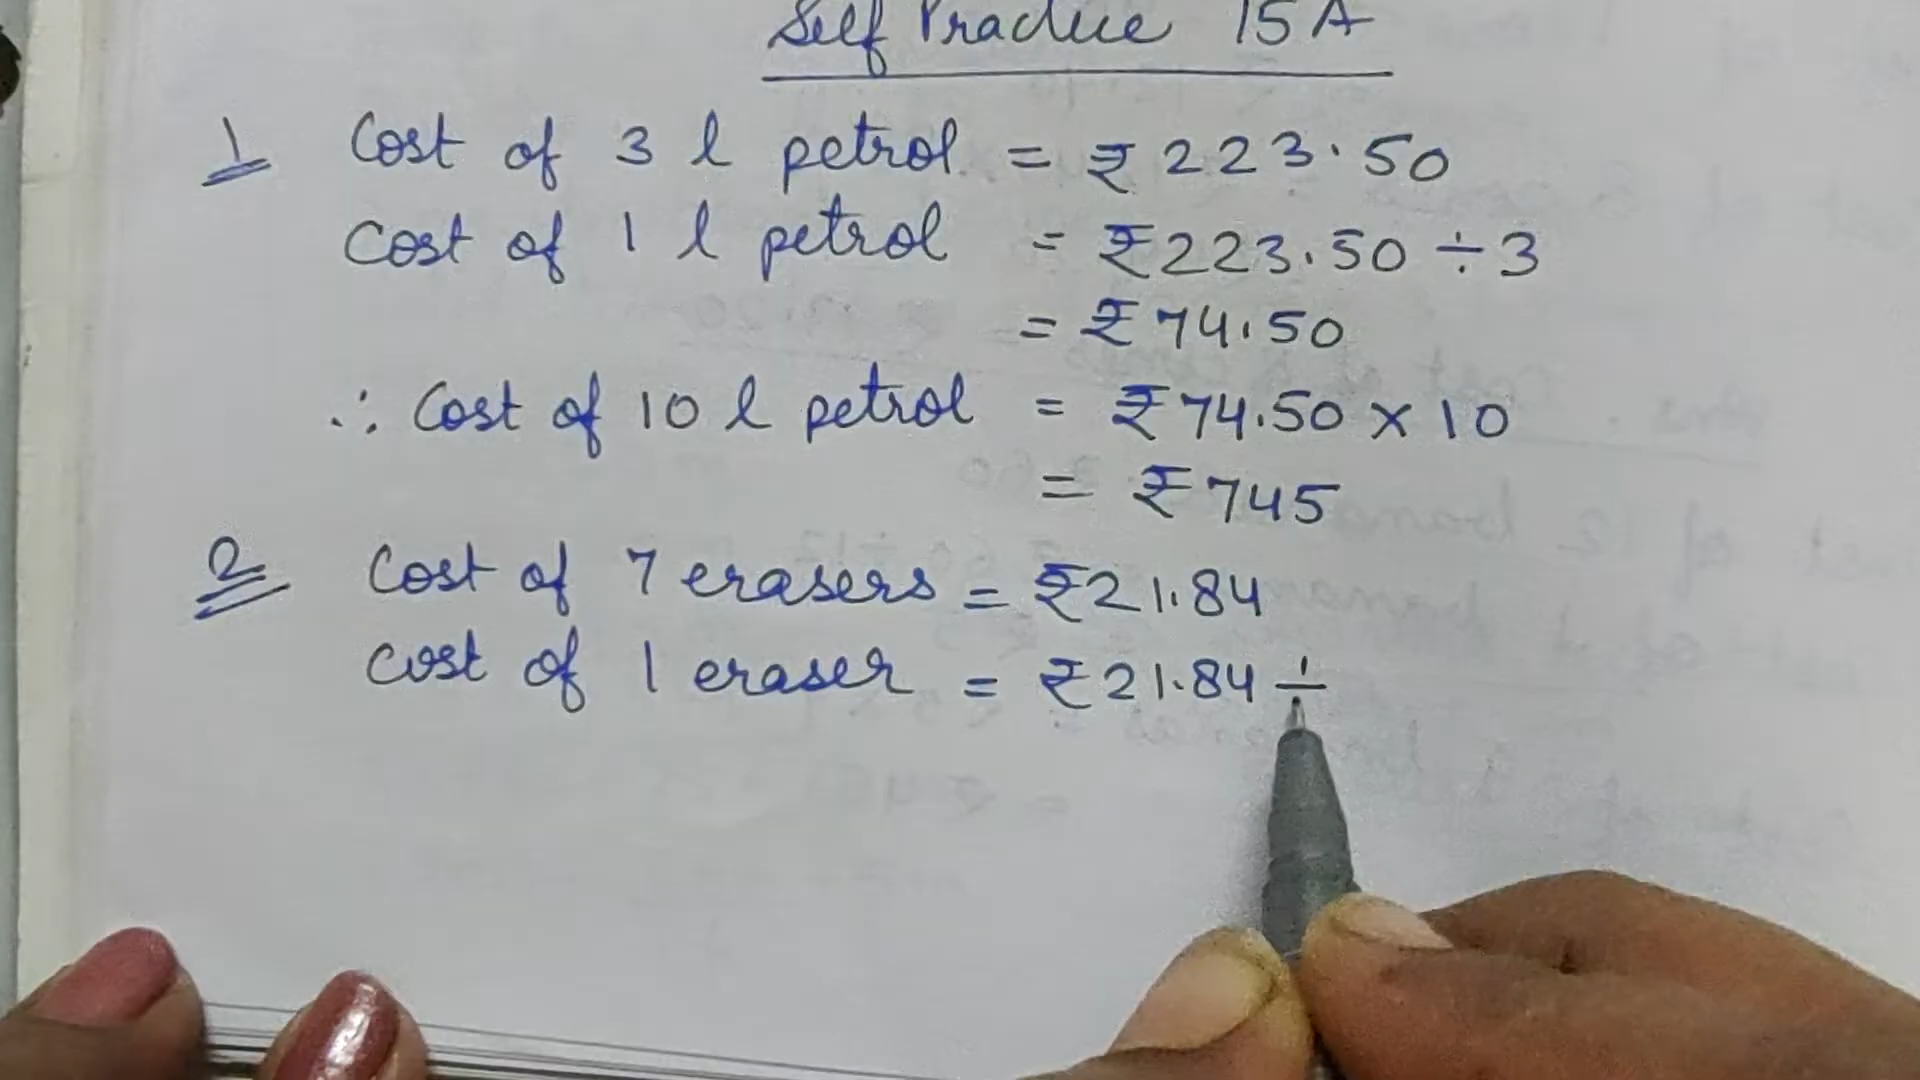 Self Practice 15A
1 Cost of 3 l petrol = ₹ 223.50
Cost of 1 l petrol = ₹223.50 ÷ 3
= ₹74.50
∴ Cost of 10 l petrol = ₹74.50 × 10
= ₹745
2 Cost of 7 erasers = ₹21.84
Cost of 1 eraser = ₹21.84 ÷